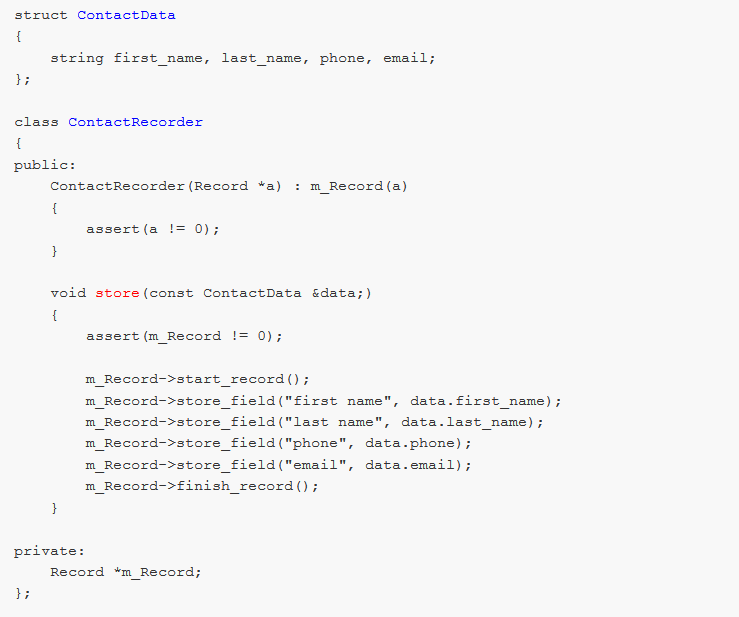 struct ContactData
{
    string first_name, last_name, phone, email;
};

class ContactRecorder
{
public:
    ContactRecorder(Record *a) : m_Record(a)
    {
        assert(a != 0);
    }

    void store(const ContactData &data;)
    {
        assert(m_Record != 0);

        m_Record->start_record();
        m_Record->store_field("first name", data.first_name);
        m_Record->store_field("last name", data.last_name);
        m_Record->store_field("phone", data.phone);
        m_Record->store_field("email", data.email);
        m_Record->finish_record();
    }

private:
    Record *m_Record;
};